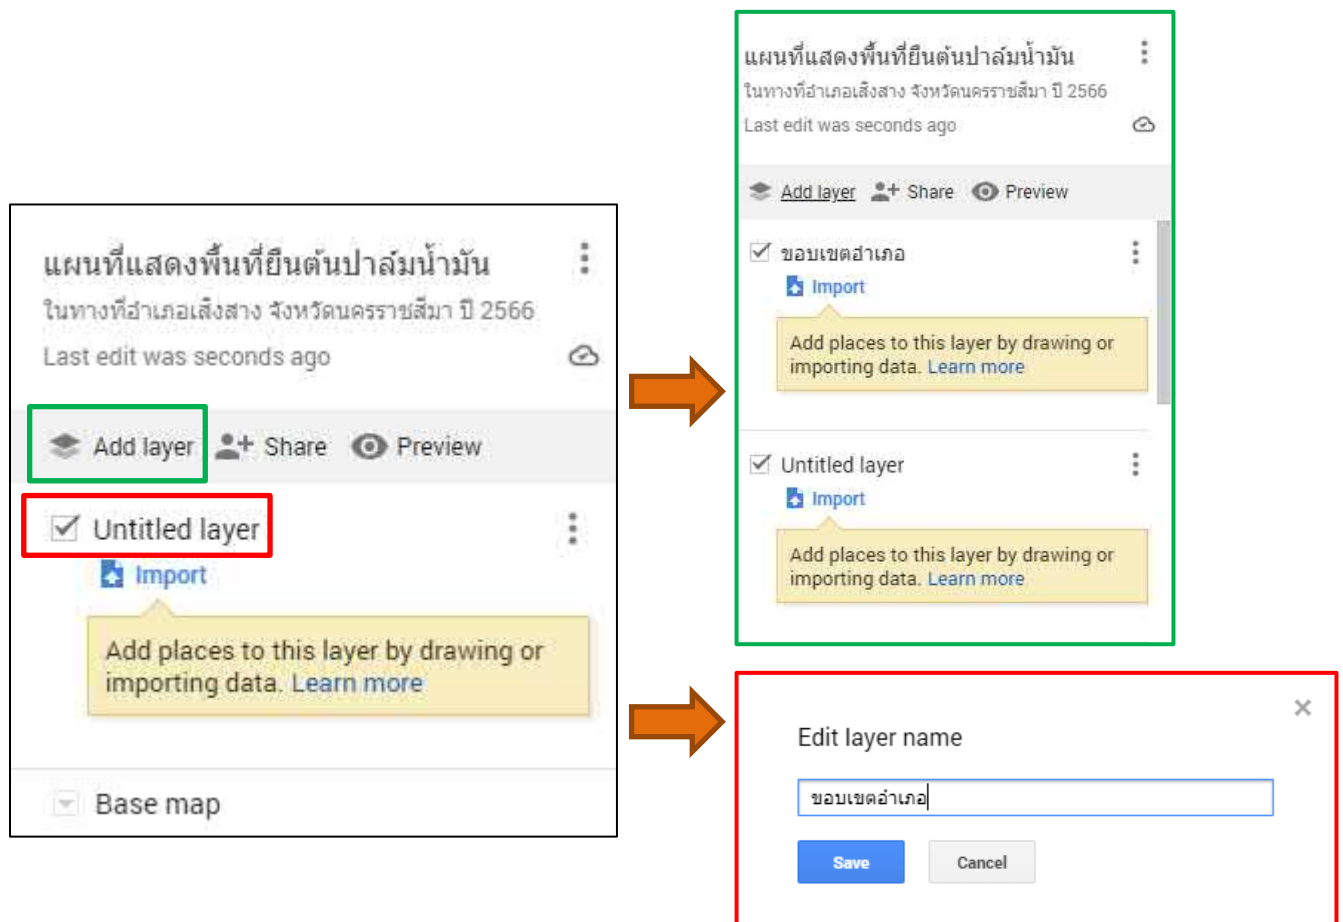 แผนที่แสดงพื้นที่ยืนต้นปาล์มน้ำมัน
ในทางที่อำเภอเสิงสาง จังหวัดนครราชสีมา ปี 2566
Last edit was seconds ago
Add layer Share Preview
Untitled layer
Import
Add places to this layer by drawing or
importing data. Learn more
Base map
แผนที่แสดงพื้นที่ยืนต้นปาล์มน้ำมัน
ในทางที่อำเภอเสิงสาง จังหวัดนครราชสีมา ปี 2566
Last edit was seconds ago
Add layer Share Preview
ขอบเขตอำเภอ
Import
Add places to this layer by drawing or
importing data. Learn more
Untitled layer
Import
Add places to this layer by drawing or
importing data. Learn more
Edit layer name
ขอบเขตอำเภอ
Save Cancel